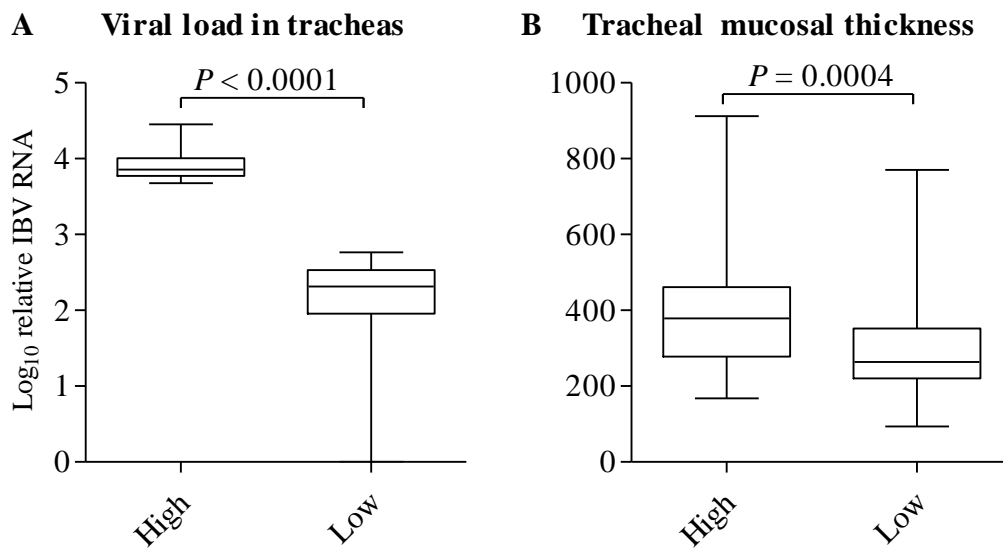 A Viral load in tracheas
P < 0.0001
Log10 relative IBV RNA
5
4
3
2
1
0
High
Low
B Tracheal mucosal thickness
P = 0.0004
1000
800
600
400
200
0
High
Low